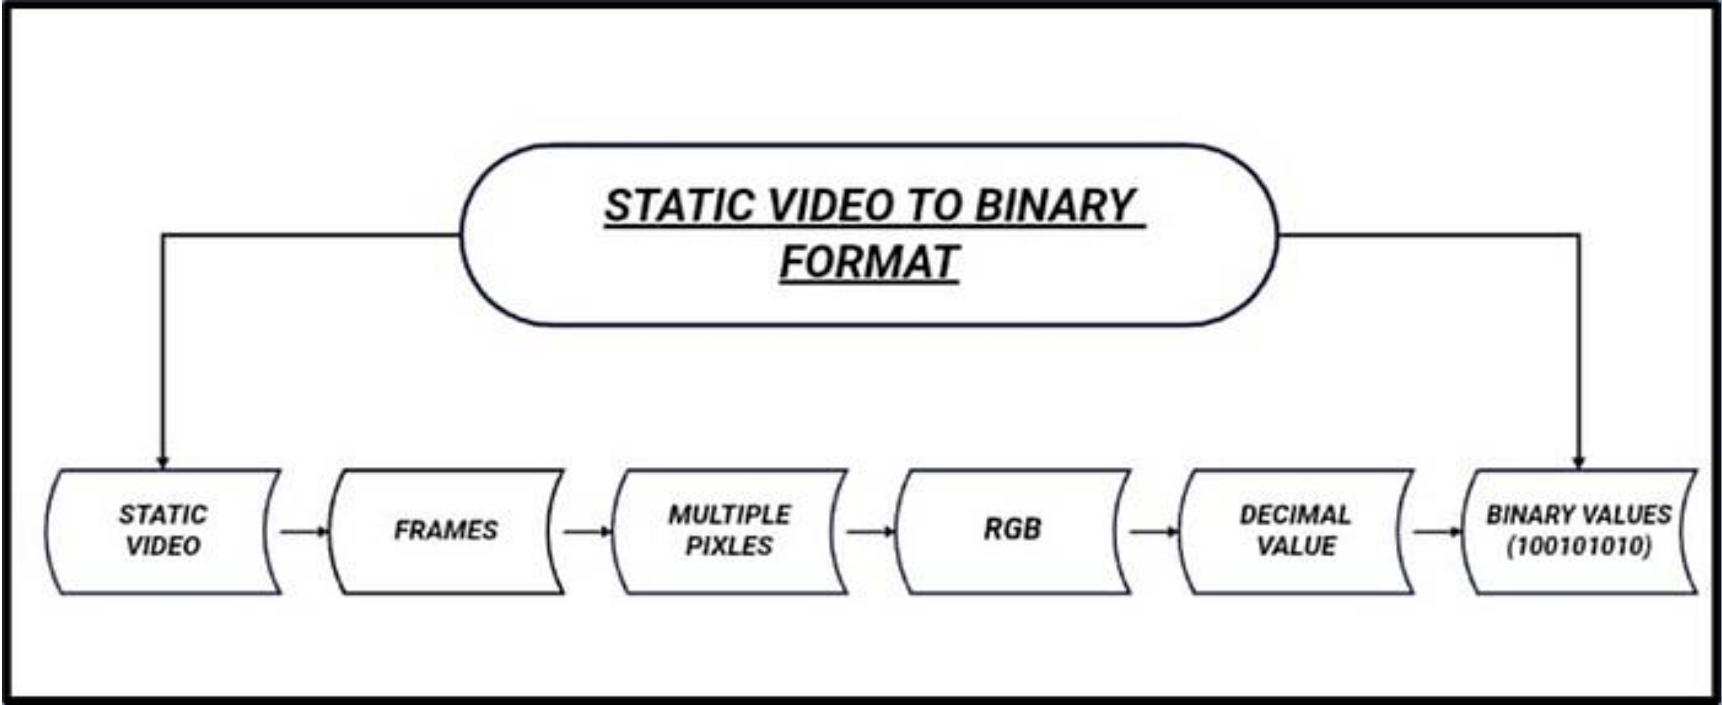 STATIC VIDEO TO BINARY
FORMAT
STATIC
VIDEO
FRAMES
MULTIPLE
PIXLES
RGB
DECIMAL
VALUE
BINARY VALUES
(100101010)